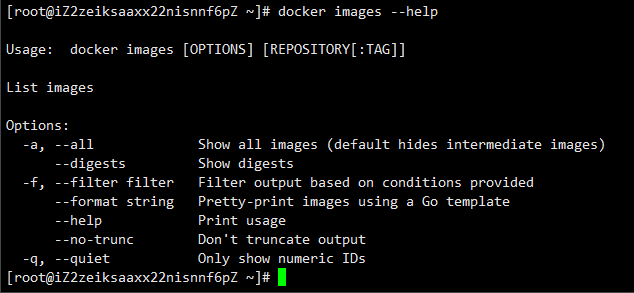 [root@iZ2zeiksaaxx22nisnnf6pZ ~]# docker images --help
Usage:  docker images [OPTIONS] [REPOSITORY[:TAG]]
List images
Options:
  -a, --all             Show all images (default hides intermediate images)
      --digests         Show digests
  -f, --filter filter   Filter output based on conditions provided
      --format string   Pretty-print images using a Go template
      --help            Print usage
      --no-trunc        Don't truncate output
  -q, --quiet           Only show numeric IDs
[root@iZ2zeiksaaxx22nisnnf6pZ ~]#